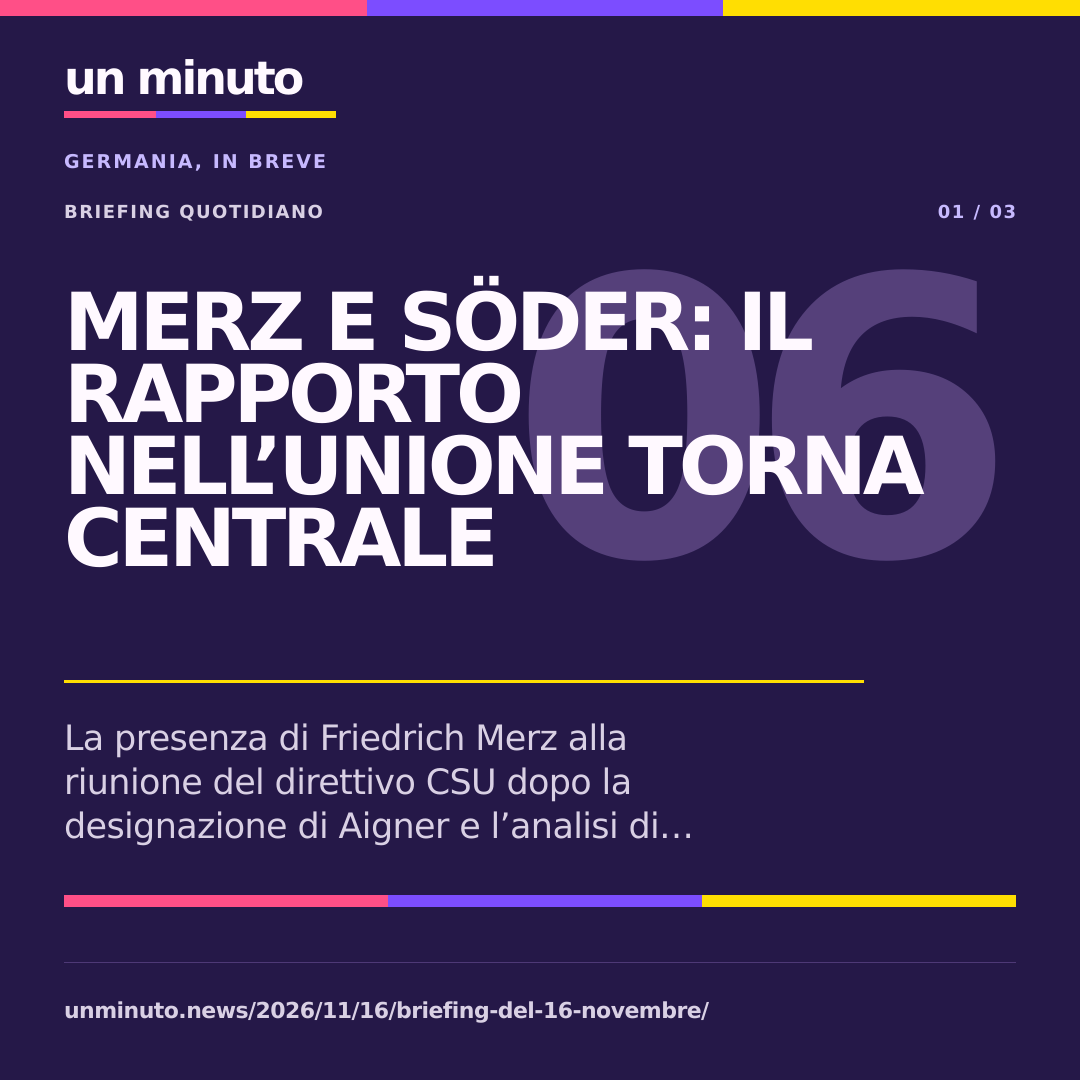 un minuto
GERMANIA, IN BREVE
BRIEFING QUOTIDIANO
01 / 03
06
MERZ E SÖDER: IL
RAPPORTO
NELL’UNIONE TORNA
CENTRALE
La presenza di Friedrich Merz alla
riunione del direttivo CSU dopo la
designazione di Aigner e l’analisi di…
unminuto.news/2026/11/16/briefing-del-16-novembre/